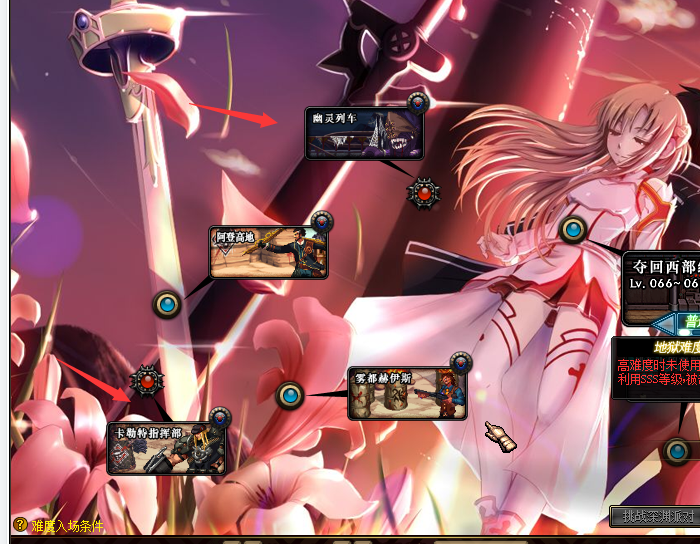 幽灵列车
阿登高地
夺回西部
Lv. 066~06
普
地狱难度
高难度时未使用
利用SSS等级,被
雾都赫伊斯
卡勒特指挥部
难度入场条件
挑战深渊派对